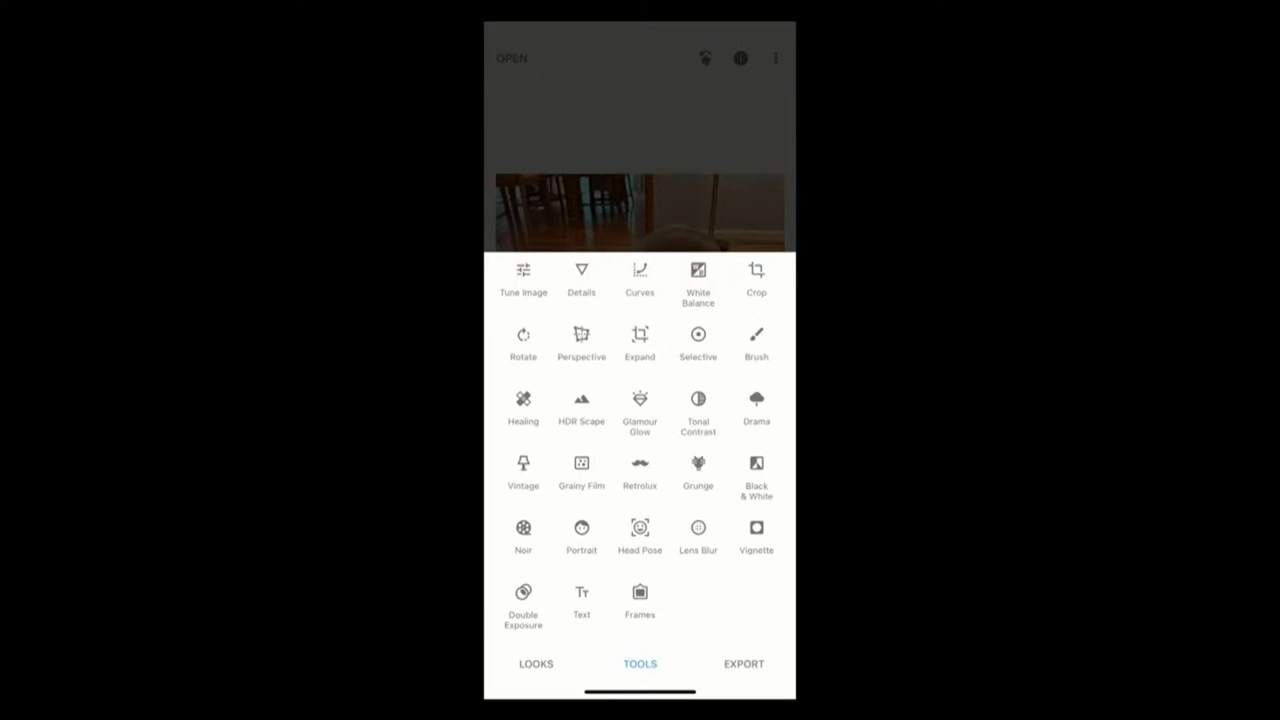 OPEN
Tune Image
Details
Curves
White
Balance
Crop
Rotate
Perspective
Expand
Selective
Brush
Healing
HDR Scape
Glamour
Glow
Tonal
Contrast
Drama
Vintage
Grainy Film
Retrolux
Grunge
Black
& White
Noir
Portrait
Head Pose
Lens Blur
Vignette
Double
Exposure
Text
Frames
LOOKS
TOOLS
EXPORT